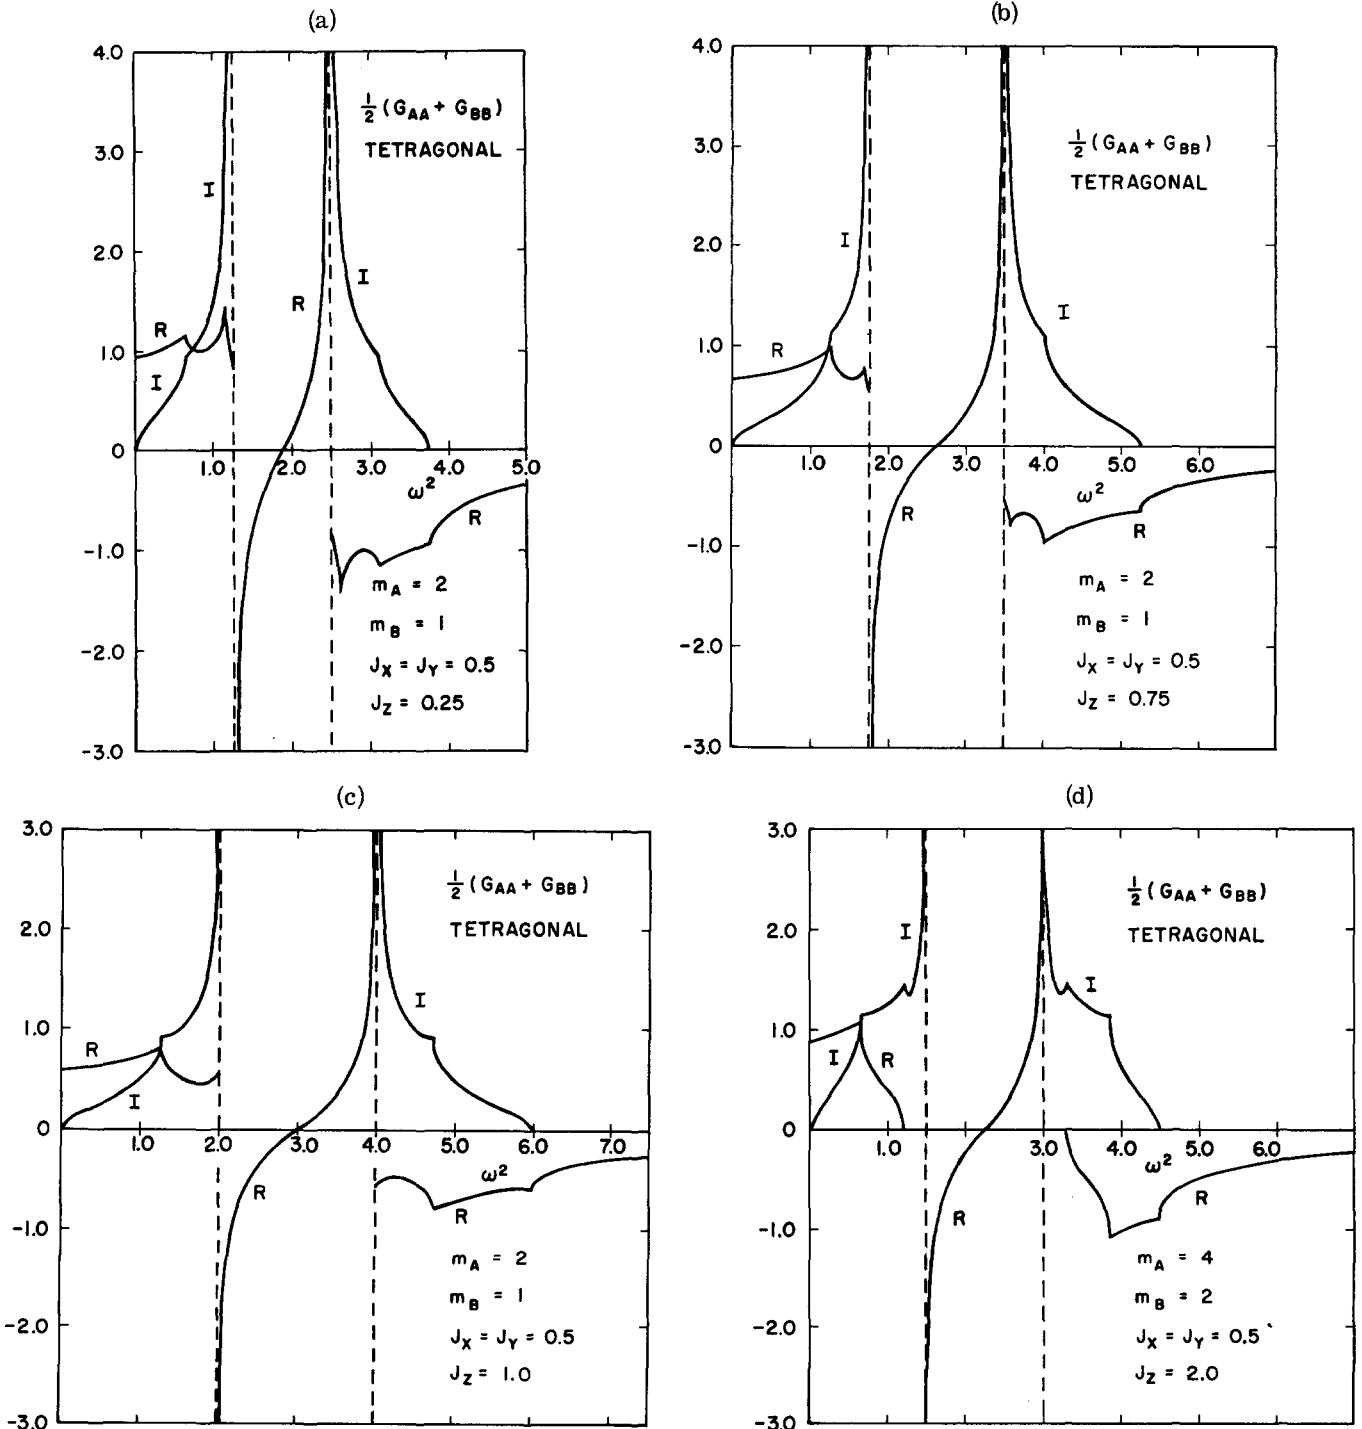 (a)
4.0
3.0
2.0
1.0
0
-1.0
-2.0
-3.0
1.0 2.0 3.0 4.0 5.0
½ (G_AA + G_BB)
TETRAGONAL
I
R
I
R
I
R
ω²
m_A = 2
m_B = 1
J_X = J_Y = 0.5
J_Z = 0.25
(b)
4.0
3.0
2.0
1.0
0
-1.0
-2.0
-3.0
1.0 2.0 3.0 4.0 6.0
½ (G_AA + G_BB)
TETRAGONAL
I
R
I
R
R
ω²
m_A = 2
m_B = 1
J_X = J_Y = 0.5
J_Z = 0.75
(c)
3.0
2.0
1.0
0
-1.0
-2.0
-3.0
1.0 2.0 3.0 4.0 5.0 6.0 7.0
½ (G_AA + G_BB)
TETRAGONAL
R
I
I
R
R
ω²
m_A = 2
m_B = 1
J_X = J_Y = 0.5
J_Z = 1.0
(d)
3.0
2.0
1.0
0
-1.0
-2.0
-3.0
1.0 2.0 3.0 4.0 5.0 6.0
½ (G_AA + G_BB)
TETRAGONAL
I
I
I
R
R
R
ω²
m_A = 4
m_B = 2
J_X = J_Y = 0.5
J_Z = 2.0